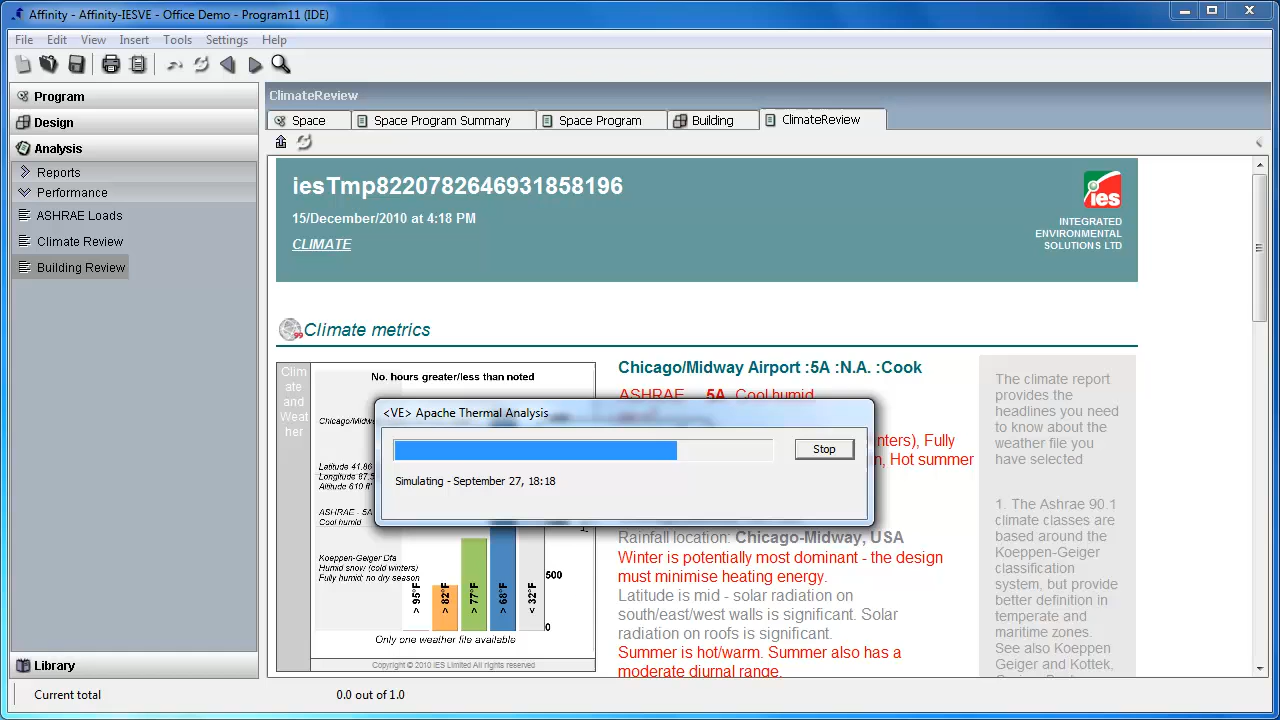 Affinity - Affinity-IESVE - Office Demo - Program11 (IDE)
File Edit View Insert Tools Settings Help
Program
Design
Analysis
Reports
Performance
ASHRAE Loads
Climate Review
Building Review
Library
ClimateReview
Space
Space Program Summary
Space Program
Building
ClimateReview
iesTmp8220782646931858196
15/December/2010 at 4:18 PM
CLIMATE
ies
INTEGRATED
ENVIRONMENTAL
SOLUTIONS LTD
Climate metrics
Clim
ate
and
Weat
her
No. hours greater/less than noted
Latitude 41.
Altitude 610 ft
Cool humid
Koeppen-Geiger Dfa
Humid snow (cold winters)
Fully humid: no dry season
> 95°F
> 82°F
> 77°F
> 68°F
< 32°F
500
0
Only one weather file available
Copyright © 2010 IES Limited All rights reserved
Chicago/Midway Airport :5A :N.A. :Cook
ASHRAE 5A Cool humid
Fully
Hot summer
<VE> Apache Thermal Analysis
Stop
Simulating - September 27, 18:18
Rainfall location: Chicago-Midway, USA
Winter is potentially most dominant - the design
must minimise heating energy.
Latitude is mid - solar radiation on
south/east/west walls is significant. Solar
radiation on roofs is significant.
Summer is hot/warm. Summer also has a
moderate diurnal range.
The climate report
provides the
headlines you need
to know about the
weather file you
have selected
1. The Ashrae 90.1
climate classes are
based around the
Koeppen-Geiger
classification
system, but provide
better definition in
temperate and
maritime zones.
See also Koeppen
Geiger and Kottek,
Current total
0.0 out of 1.0